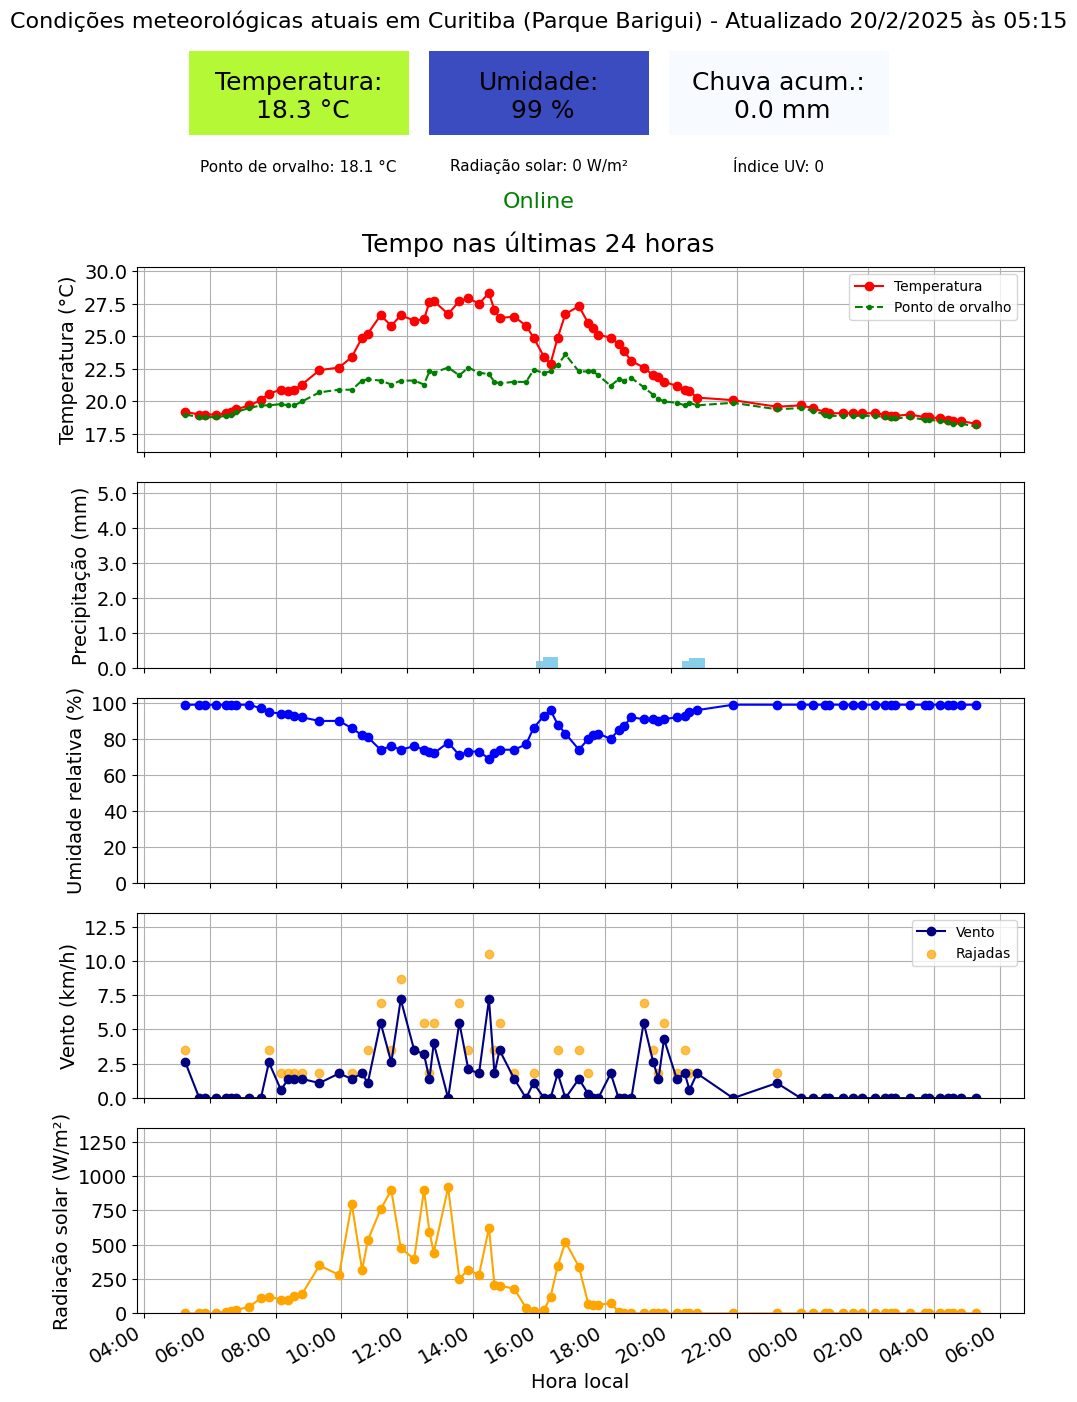 Condições meteorológicas atuais em Curitiba (Parque Barigui) - Atualizado 20/2/2025 às 05:15
Temperatura:
18.3 °C
Umidade:
99 %
Chuva acum.:
0.0 mm
Ponto de orvalho: 18.1 °C
Radiação solar: 0 W/m²
Índice UV: 0
Online
Tempo nas últimas 24 horas
Temperatura (°C)
30.0
27.5
25.0
22.5
20.0
17.5
Temperatura
Ponto de orvalho
Precipitação (mm)
5.0
4.0
3.0
2.0
1.0
0.0
Umidade relativa (%)
100
80
60
40
20
0
Vento (km/h)
12.5
10.0
7.5
5.0
2.5
0.0
Vento
Rajadas
Radiação solar (W/m²)
1250
1000
750
500
250
0
04:00 06:00 08:00 10:00 12:00 14:00 16:00 18:00 20:00 22:00 00:00 02:00 04:00 06:00
Hora local